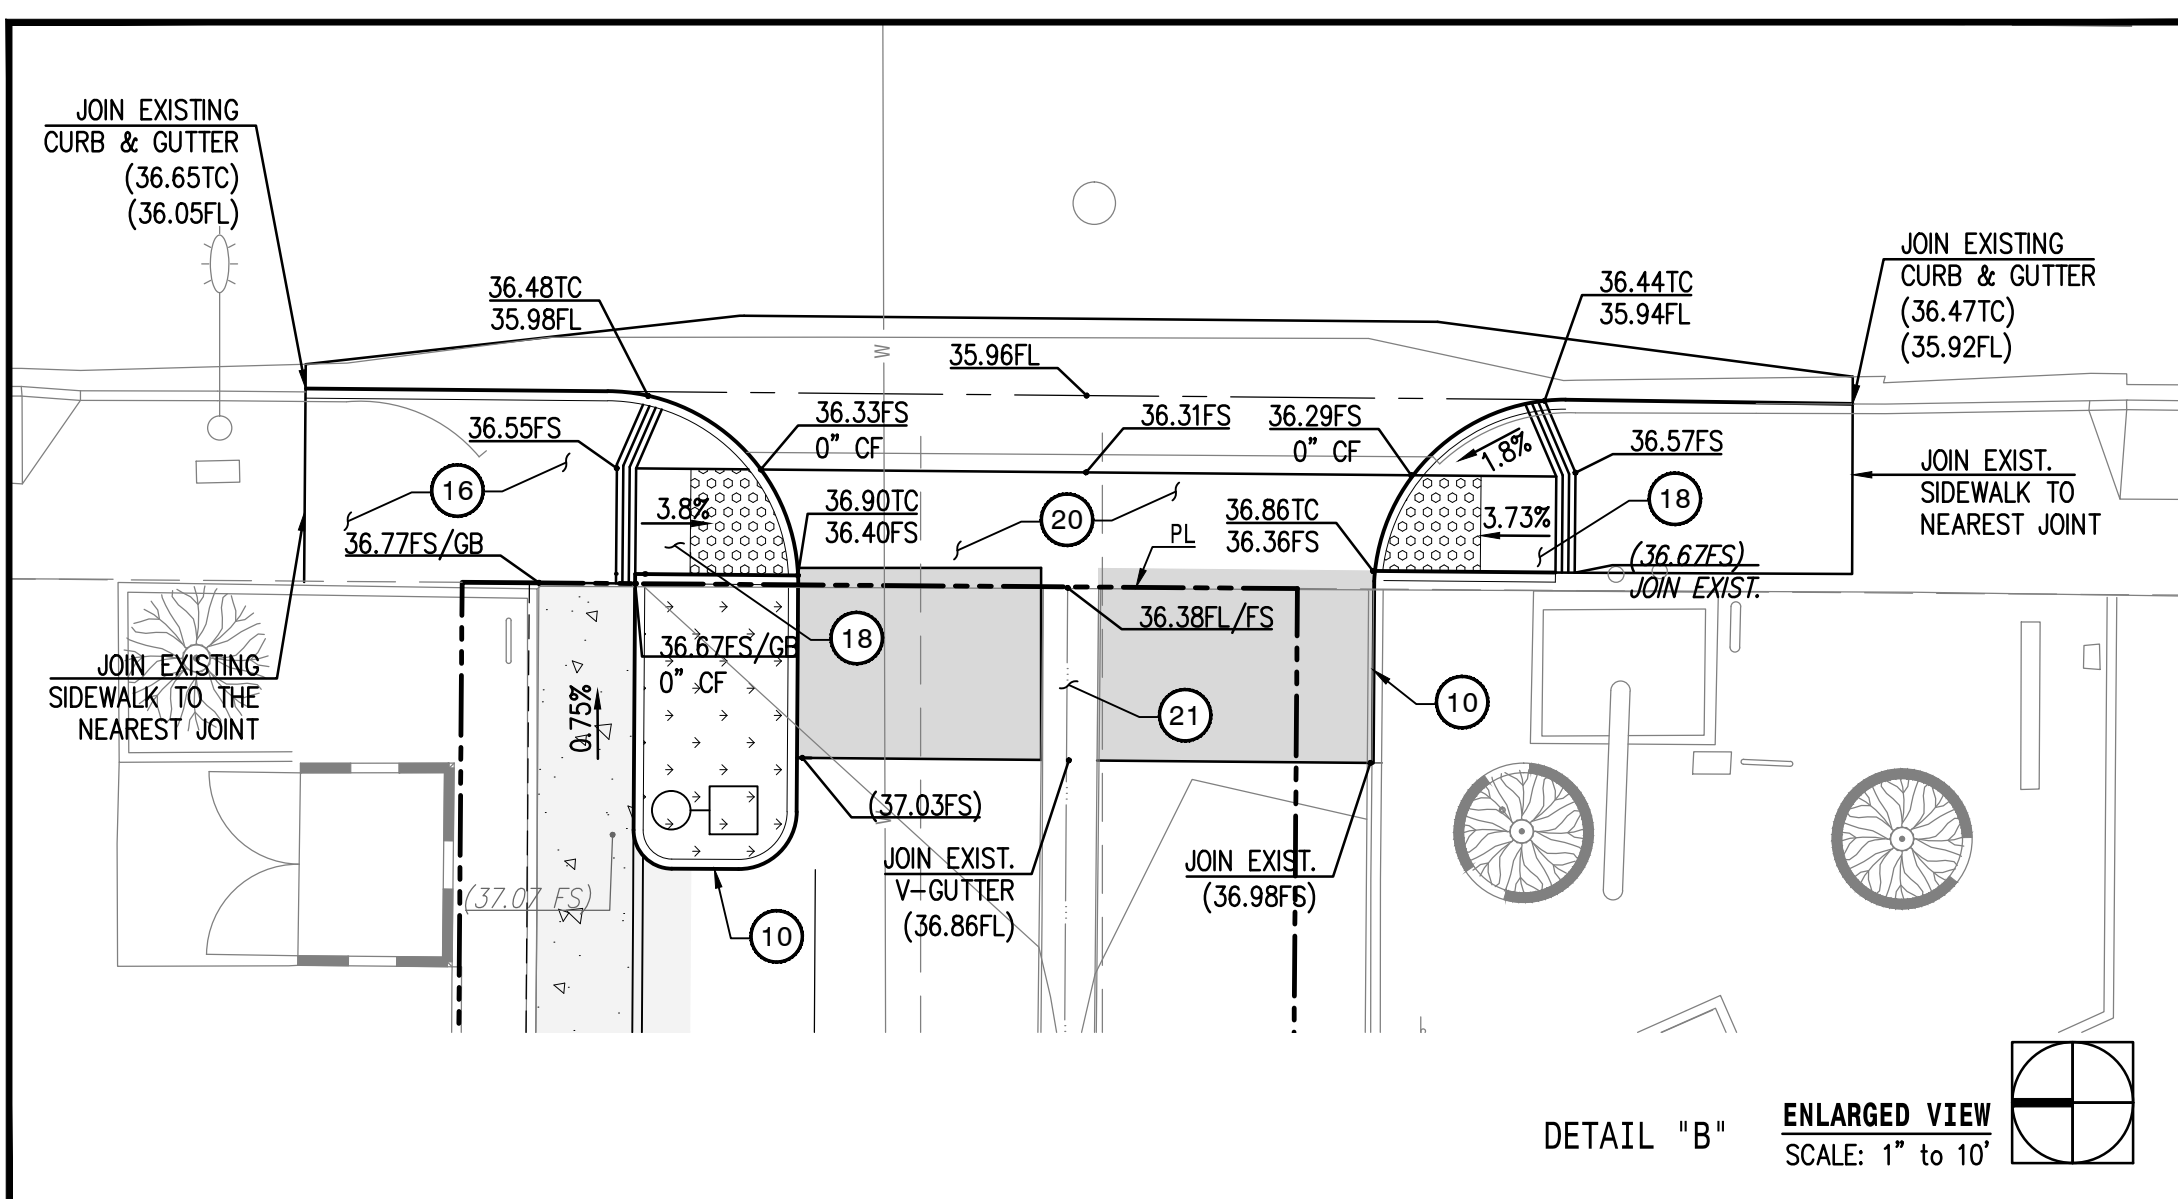 JOIN EXISTING
CURB & GUTTER
(36.65TC)
(36.05FL)
36.48TC
35.98FL
35.96FL
36.44TC
35.94FL
JOIN EXISTING
CURB & GUTTER
(36.47TC)
(35.92FL)
36.55FS
36.33FS
0" CF
36.31FS
36.29FS
0" CF
1.8%
36.57FS
W
16
3.8%
36.90TC
36.40FS
20
36.86TC
36.36FS
PL
3.73%
18
JOIN EXIST.
SIDEWALK TO
NEAREST JOINT
36.77FS/GB
(36.67FS)
JOIN EXIST.
36.67FS/GB
0" CF
18
36.38FL/FS
JOIN EXISTING
SIDEWALK TO THE
NEAREST JOINT
0.75%
21
10
(37.03FS)
(37.07 FS)
JOIN EXIST.
V-GUTTER
(36.86FL)
JOIN EXIST.
(36.98FS)
10
DETAIL "B"
ENLARGED VIEW
SCALE: 1" to 10'